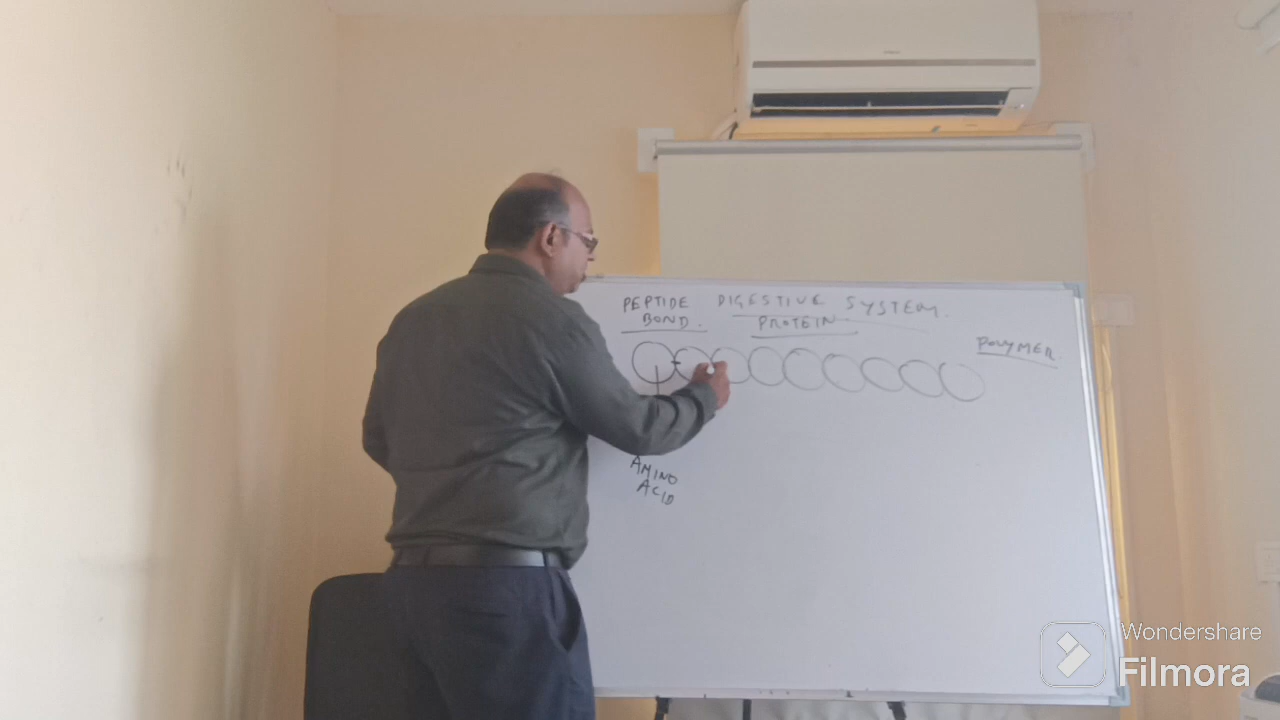 PEPTIDE
BOND.
DIGESTIVE SYSTEM.
PROTEIN
POLYMER
AMINO
ACID
Wondershare
Filmora